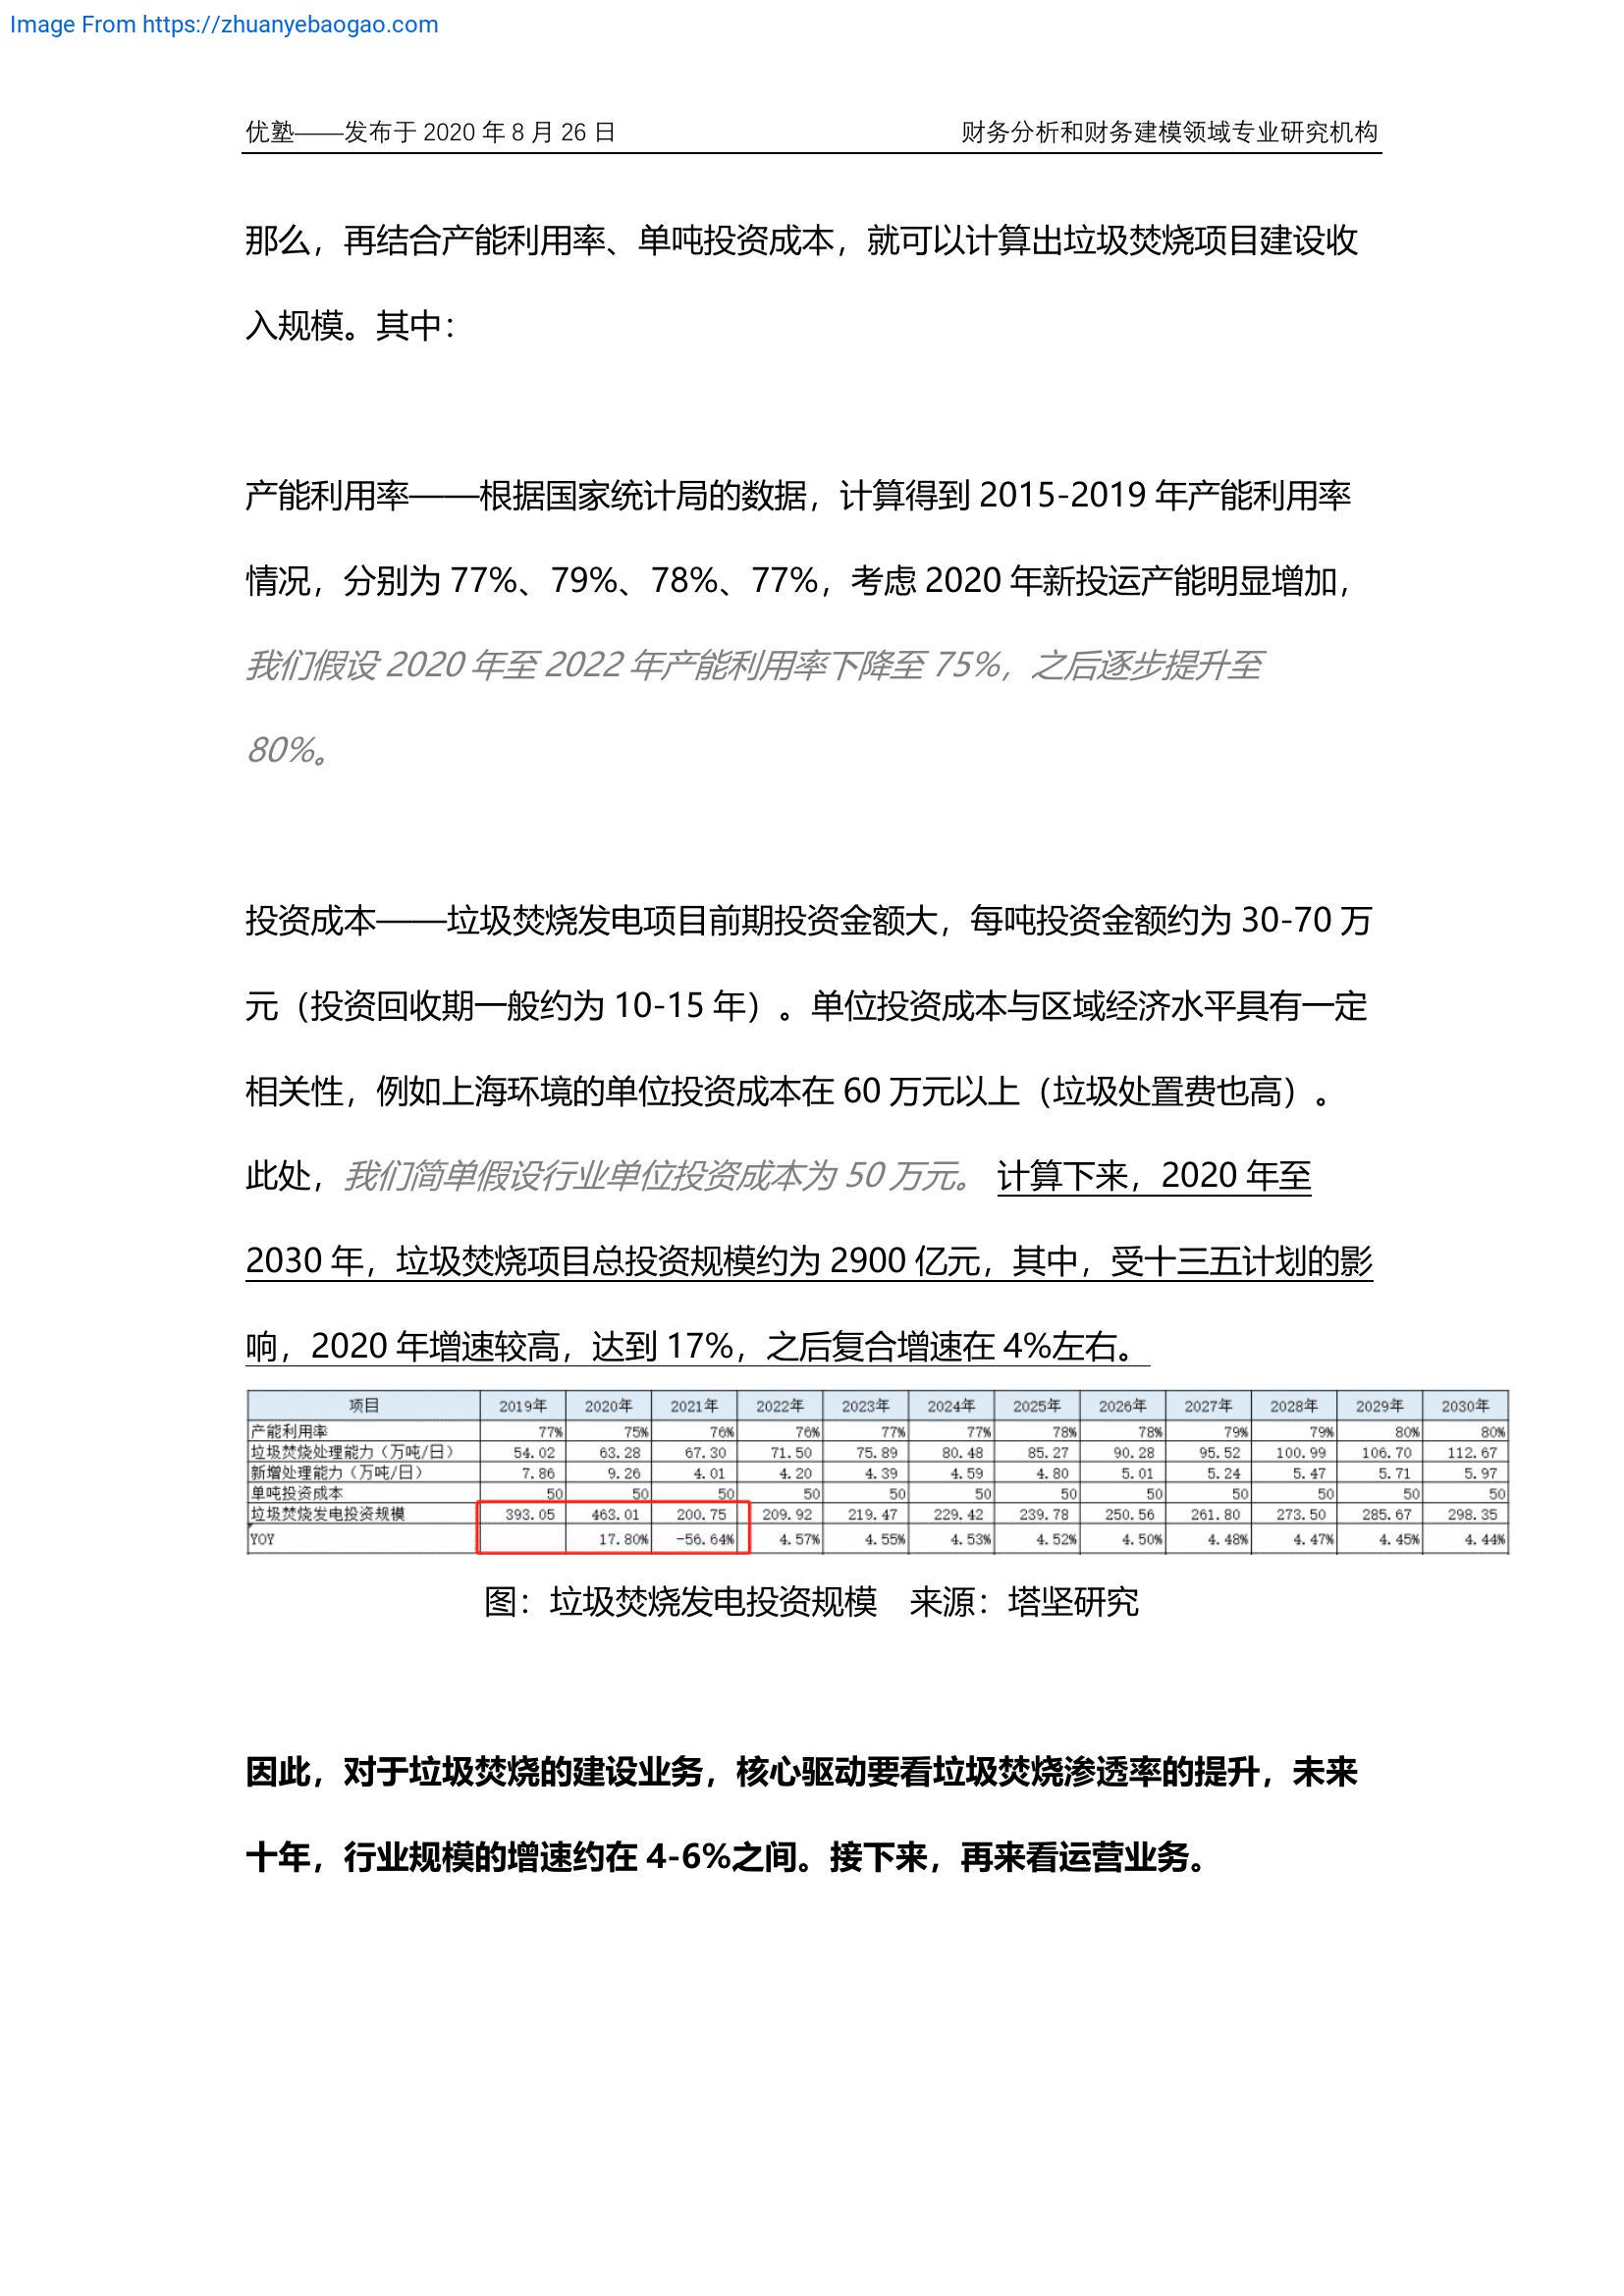 Image From https://zhuanyebaogao.com
优塾——发布于 2020 年 8 月 26 日 财务分析和财务建模领域专业研究机构
那么，再结合产能利用率、单吨投资成本，就可以计算出垃圾焚烧项目建设收
入规模。其中：
产能利用率——根据国家统计局的数据，计算得到 2015-2019 年产能利用率
情况，分别为 77%、79%、78%、77%，考虑 2020 年新投运产能明显增加，
我们假设 2020 年至 2022 年产能利用率下降至 75%，之后逐步提升至
80%。
投资成本——垃圾焚烧发电项目前期投资金额大，每吨投资金额约为 30-70 万
元（投资回收期一般约为 10-15 年）。单位投资成本与区域经济水平具有一定
相关性，例如上海环境的单位投资成本在 60 万元以上（垃圾处置费也高）。
此处，我们简单假设行业单位投资成本为 50 万元。 计算下来，2020 年至
2030 年，垃圾焚烧项目总投资规模约为 2900 亿元，其中，受十三五计划的影
响，2020 年增速较高，达到 17%，之后复合增速在 4%左右。
项目 2019年 2020年 2021年 2022年 2023年 2024年 2025年 2026年 2027年 2028年 2029年 2030年
产能利用率 77% 75% 76% 76% 77% 77% 78% 78% 79% 79% 80% 80%
垃圾焚烧处理能力（万吨/日） 54.02 63.28 67.30 71.50 75.89 80.48 85.27 90.28 95.52 100.99 106.70 112.67
新增处理能力（万吨/日） 7.86 9.26 4.01 4.20 4.39 4.59 4.80 5.01 5.24 5.47 5.71 5.97
单吨投资成本 50 50 50 50 50 50 50 50 50 50 50 50
垃圾焚烧发电投资规模 393.05 463.01 200.75 209.92 219.47 229.42 239.78 250.56 261.80 273.50 285.67 298.35
YOY 17.80% -56.64% 4.57% 4.55% 4.53% 4.52% 4.50% 4.48% 4.47% 4.45% 4.44%
图：垃圾焚烧发电投资规模 来源：塔坚研究
因此，对于垃圾焚烧的建设业务，核心驱动要看垃圾焚烧渗透率的提升，未来
十年，行业规模的增速约在 4-6%之间。接下来，再来看运营业务。